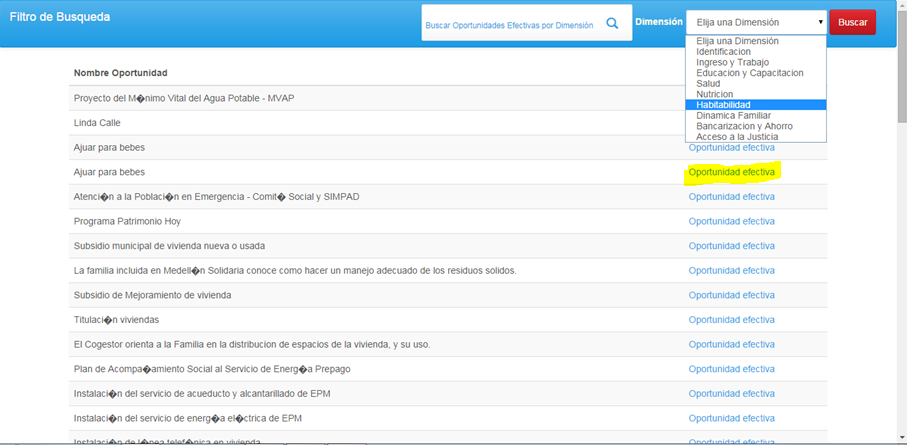 Filtro de Busqueda
Buscar Oportunidades Efectivas por Dimensión
Dimensión
Elija una Dimensión
Buscar
Elija una Dimensión
Identificacion
Ingreso y Trabajo
Educacion y Capacitacion
Salud
Nutricion
Habitabilidad
Dinamica Familiar
Bancarizacion y Ahorro
Acceso a la Justicia
Nombre Oportunidad
Proyecto del M�nimo Vital del Agua Potable - MVAP
Linda Calle
Ajuar para bebes Oportunidad efectiva
Ajuar para bebes Oportunidad efectiva
Atenci�n a la Poblaci�n en Emergencia - Comit� Social y SIMPAD Oportunidad efectiva
Programa Patrimonio Hoy Oportunidad efectiva
Subsidio municipal de vivienda nueva o usada Oportunidad efectiva
La familia incluida en Medell�n Solidaria conoce como hacer un manejo adecuado de los residuos solidos. Oportunidad efectiva
Subsidio de Mejoramiento de vivienda Oportunidad efectiva
Titulaci�n viviendas Oportunidad efectiva
El Cogestor orienta a la Familia en la distribucion de espacios de la vivienda, y su uso. Oportunidad efectiva
Plan de Acompa�amiento Social al Servicio de Energ�a Prepago Oportunidad efectiva
Instalaci�n del servicio de acueducto y alcantarillado de EPM Oportunidad efectiva
Instalaci�n del servicio de energ�a el�ctrica de EPM Oportunidad efectiva
Instalaci�n de l�nea telef�nica en vivienda Oportunidad efectiva